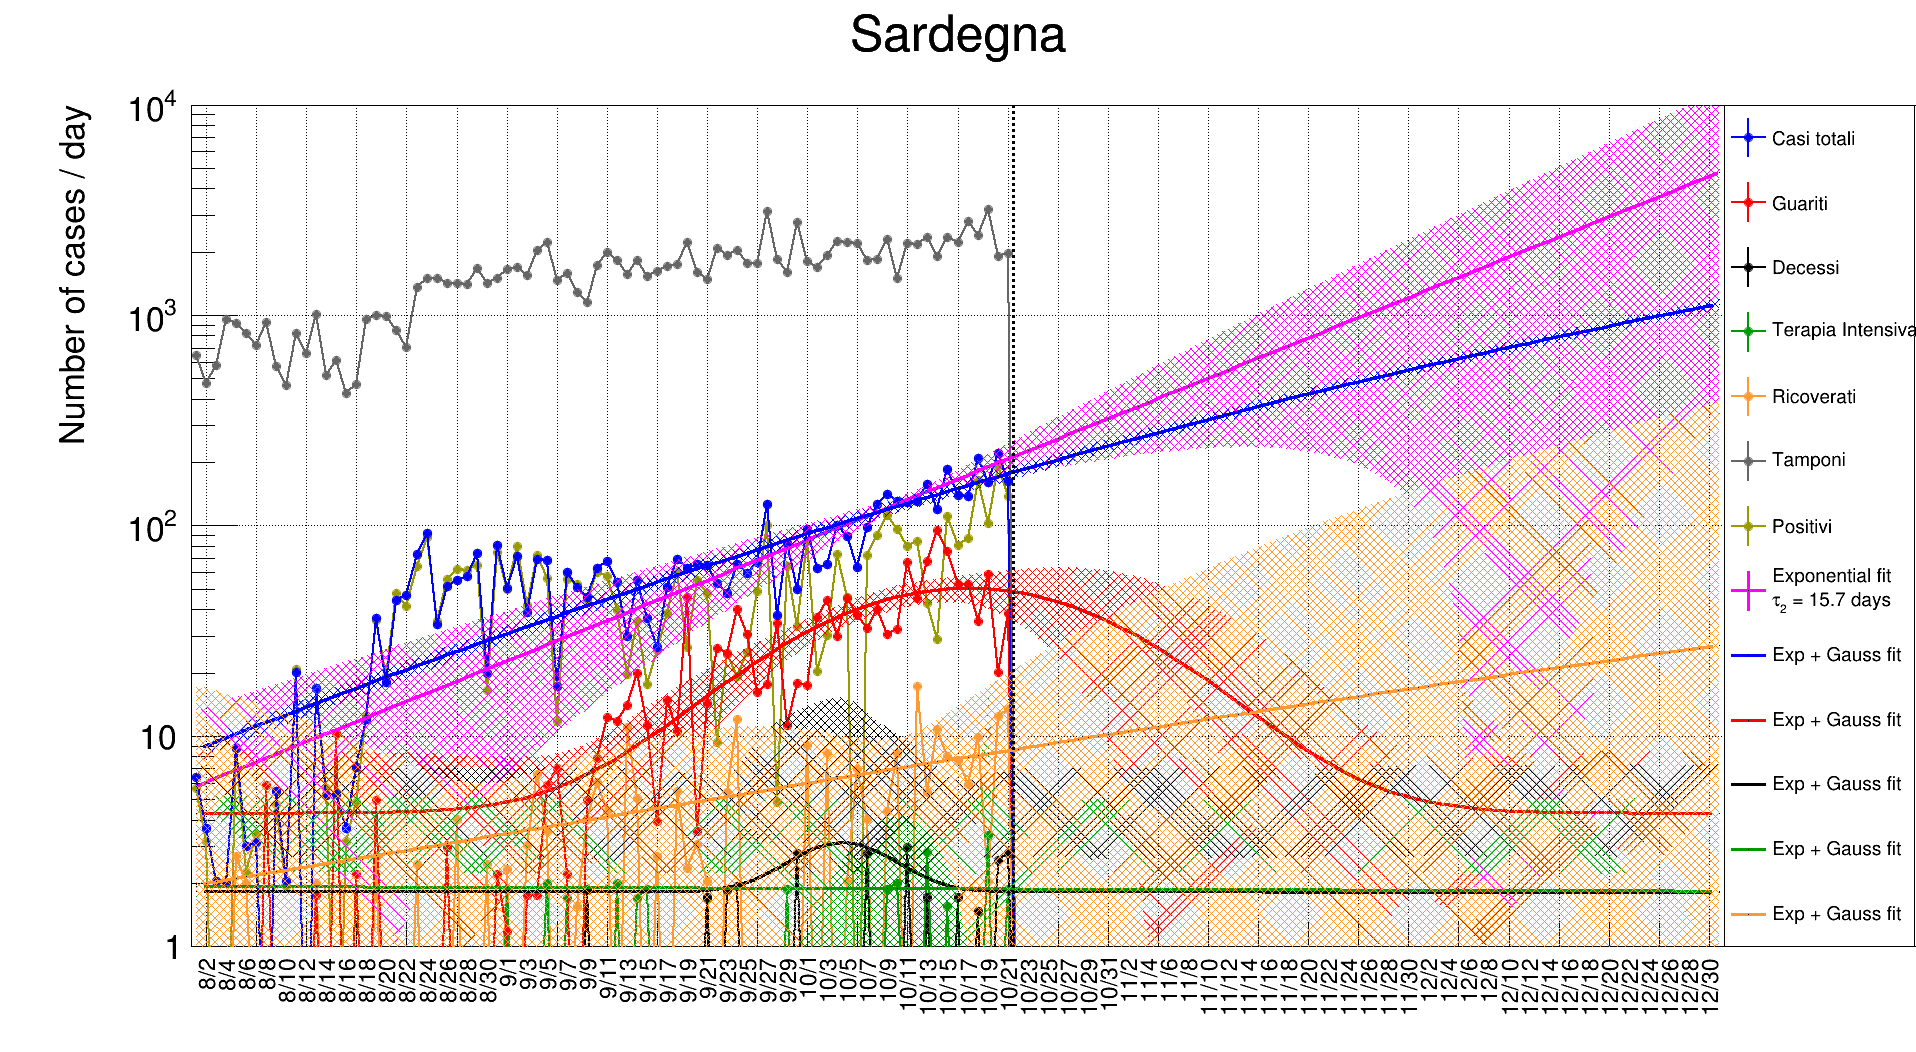 Sardegna
Number of cases / day
10⁴
10³
10²
10
1
8/2 8/4 8/6 8/8 8/10 8/12 8/14 8/16 8/18 8/20 8/22 8/24 8/26 8/28 8/30 9/1 9/3 9/5 9/7 9/9 9/11 9/13 9/15 9/17 9/19 9/21 9/23 9/25 9/27 9/29 10/1 10/3 10/5 10/7 10/9 10/11 10/13 10/15 10/17 10/19 10/21 10/23 10/25 10/27 10/29 10/31 11/2 11/4 11/6 11/8 11/10 11/12 11/14 11/16 11/18 11/20 11/22 11/24 11/26 11/28 11/30 12/2 12/4 12/6 12/8 12/10 12/12 12/14 12/16 12/18 12/20 12/22 12/24 12/26 12/28 12/30
Casi totali
Guariti
Decessi
Terapia Intensiva
Ricoverati
Tamponi
Positivi
Exponential fit
τ₂ = 15.7 days
Exp + Gauss fit
Exp + Gauss fit
Exp + Gauss fit
Exp + Gauss fit
Exp + Gauss fit